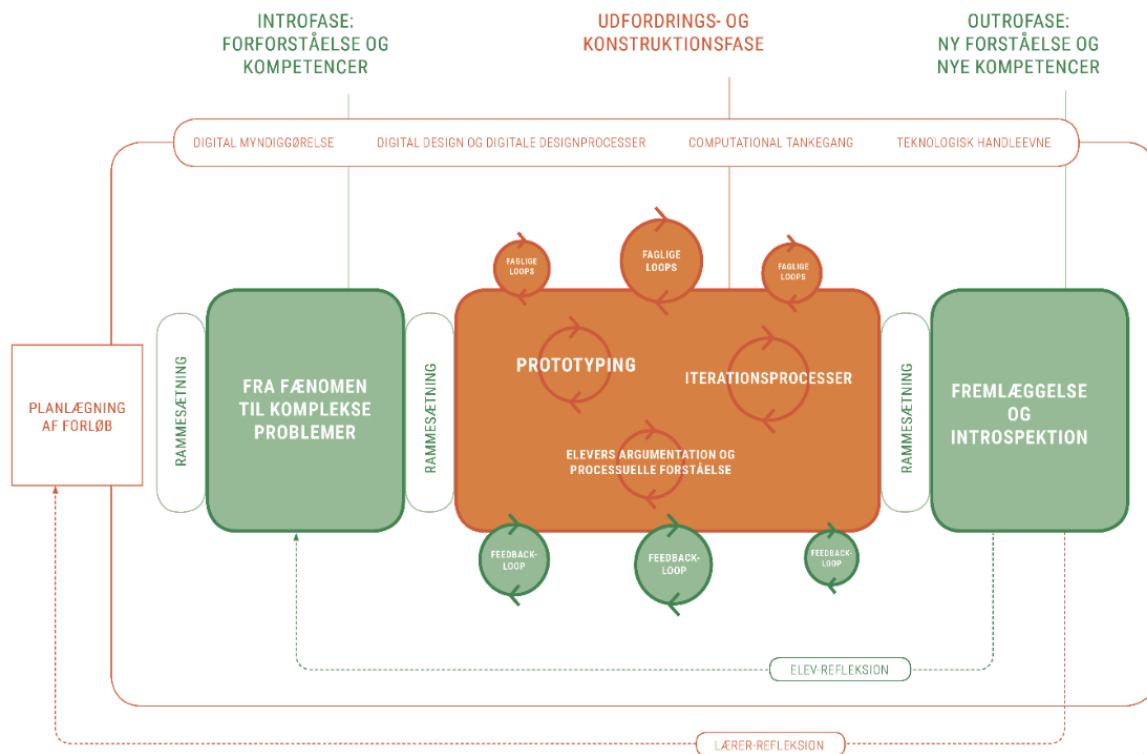 INTROFASE:
FORFORSTÅELSE OG
KOMPETENCER
UDFORDRINGS- OG
KONSTRUKTIONSFASE
OUTROFASE:
NY FORSTÅELSE OG
NYE KOMPETENCER
DIGITAL MYNDIGGØRELSE
DIGITAL DESIGN OG DIGITALE DESIGNPROCESSER
COMPUTATIONAL TANKEGANG
TEKNOLOGISK HANDLEEVNE
FAGLIGE
LOOPS
FAGLIGE
LOOPS
FAGLIGE
LOOPS
PLANLÆGNING
AF FORLØB
RAMMESÆTNING
FRA FÆNOMEN
TIL KOMPLEKSE
PROBLEMER
RAMMESÆTNING
PROTOTYPING
ITERATIONSPROCESSER
ELEVERS ARGUMENTATION OG
PROCESSUELLE FORSTÅELSE
RAMMESÆTNING
FREMLÆGGELSE
OG
INTROSPEKTION
FEEDBACK-
LOOP
FEEDBACK-
LOOP
FEEDBACK-
LOOP
ELEV-REFLEKSION
LÆRER-REFLEKSION